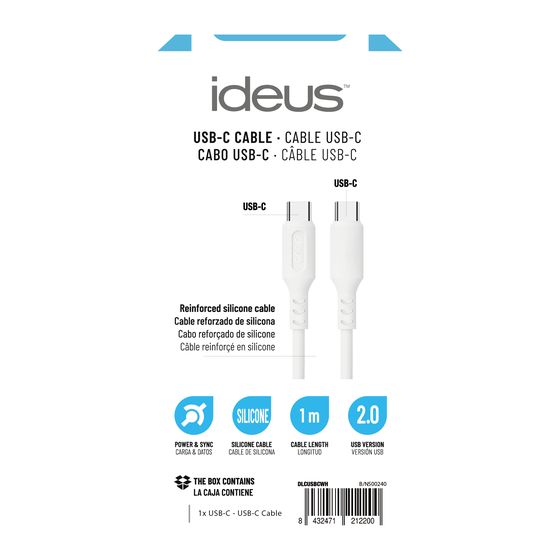 ideus™
USB-C CABLE · CABLE USB-C
CABO USB-C · CÂBLE USB-C
USB-C
USB-C
Reinforced silicone cable
Cable reforzado de silicona
Cabo reforçado de silicone
Câble reinforçé en silicone
SILICONE
1 m
2.0
POWER & SYNC
CARGA & DATOS
SILICONE CABLE
CABLE DE SILICONA
CABLE LENGTH
LONGITUD
USB VERSION
VERSIÓN USB
THE BOX CONTAINS
LA CAJA CONTIENE
1x USB-C - USB-C Cable
DLCUSBCWH B/NS00240
8 432471 212200